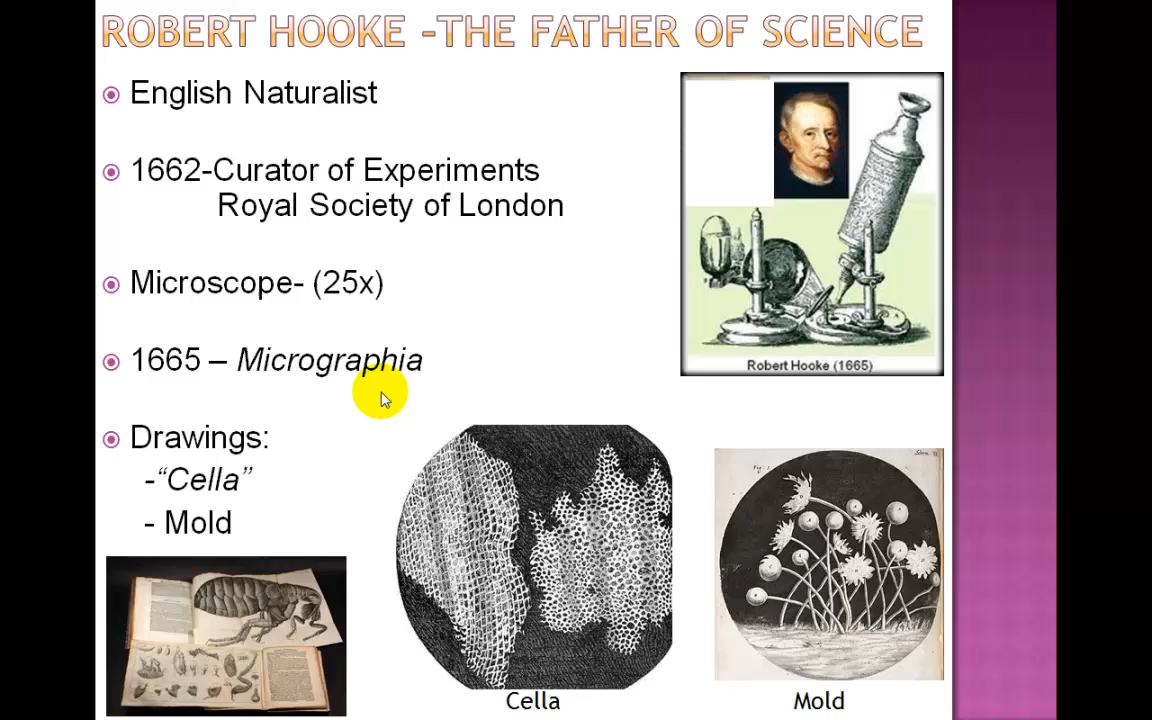 ROBERT HOOKE -THE FATHER OF SCIENCE
English Naturalist
1662-Curator of Experiments
Royal Society of London
Microscope- (25x)
1665 – Micrographia
Drawings:
-“Cella”
- Mold
Robert Hooke (1665)
Cella
Mold